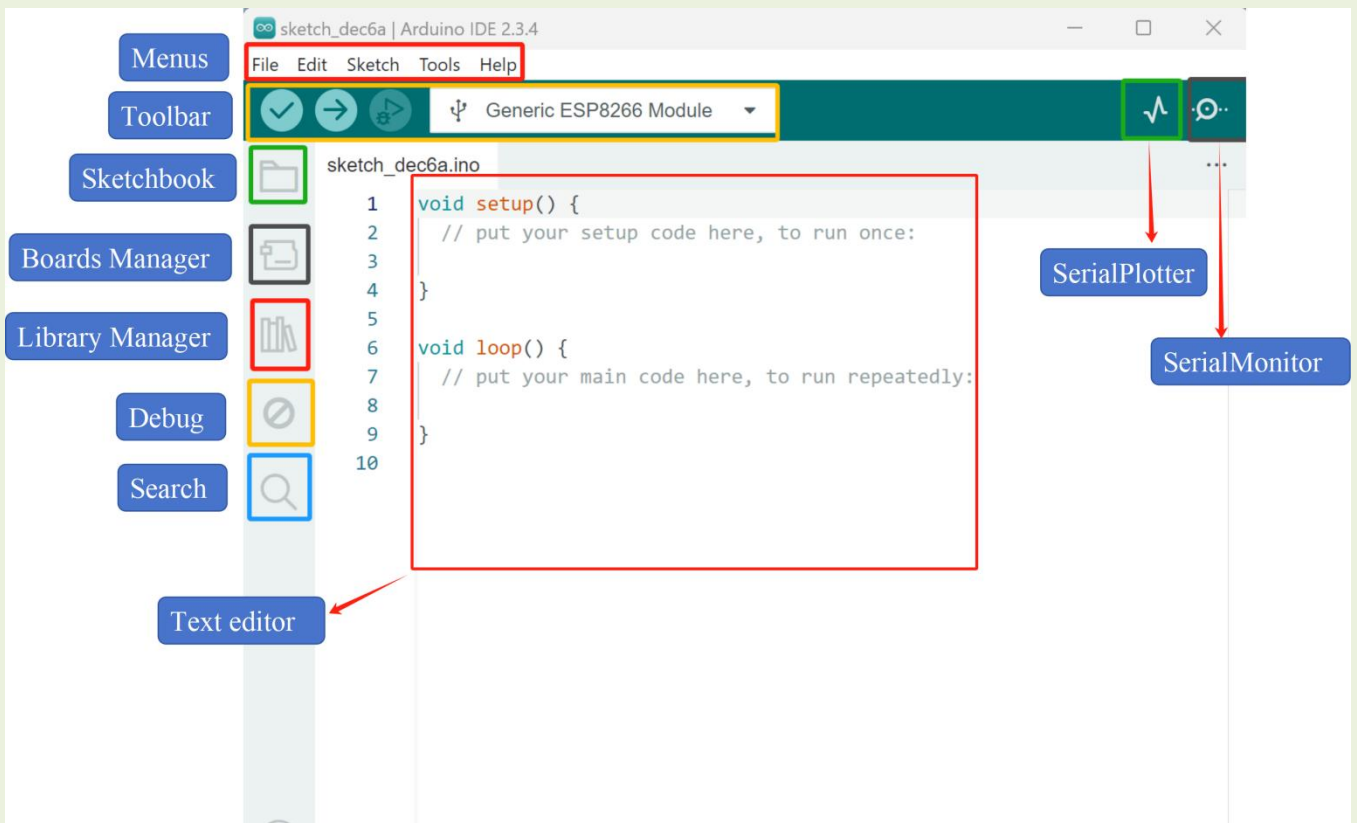 sketch_dec6a | Arduino IDE 2.3.4
Menus
File Edit Sketch Tools Help
Toolbar
Generic ESP8266 Module
Sketchbook
sketch_dec6a.ino
1 void setup() {
2 // put your setup code here, to run once:
Boards Manager
3
SerialPlotter
4 }
5
Library Manager
6 void loop() {
SerialMonitor
7 // put your main code here, to run repeatedly:
8
Debug
9 }
10
Search
Text editor